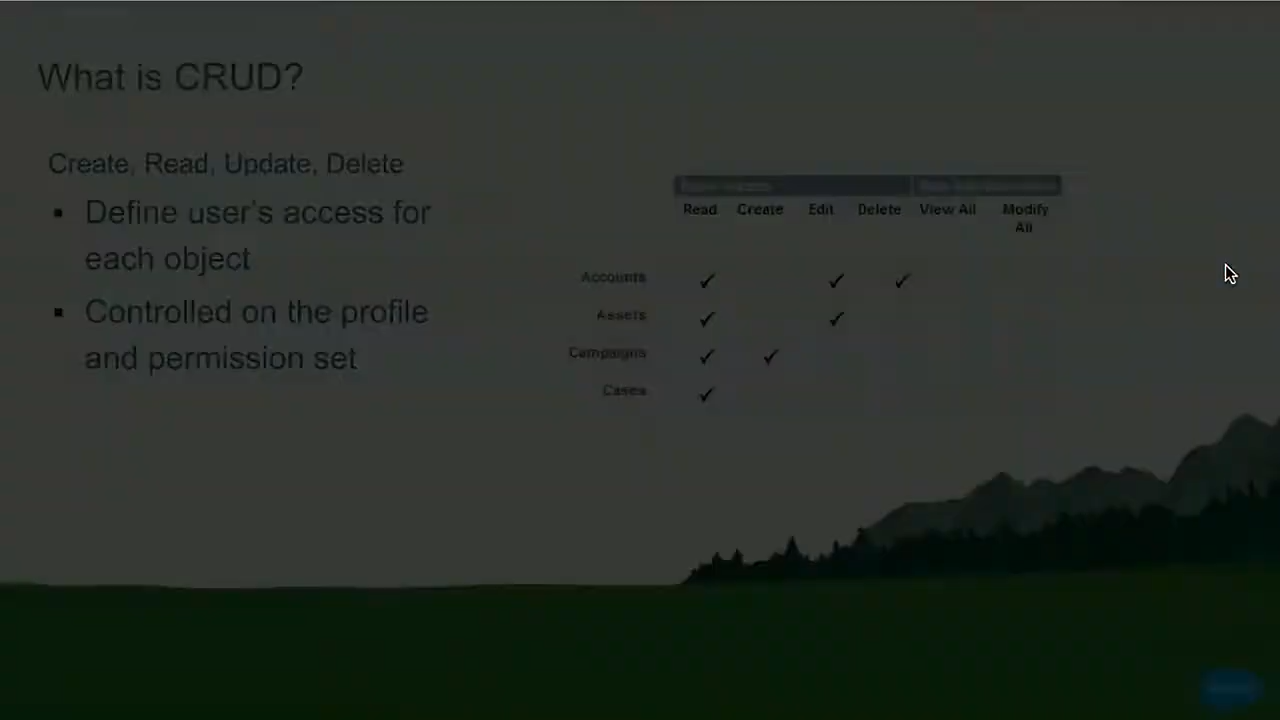 What is CRUD?
Create, Read, Update, Delete
▪ Define user's access for
each object
▪ Controlled on the profile
and permission set
Read Create Edit Delete View All Modify
All
Accounts ✓ ✓ ✓
Assets ✓ ✓
Campaigns ✓ ✓
Cases ✓